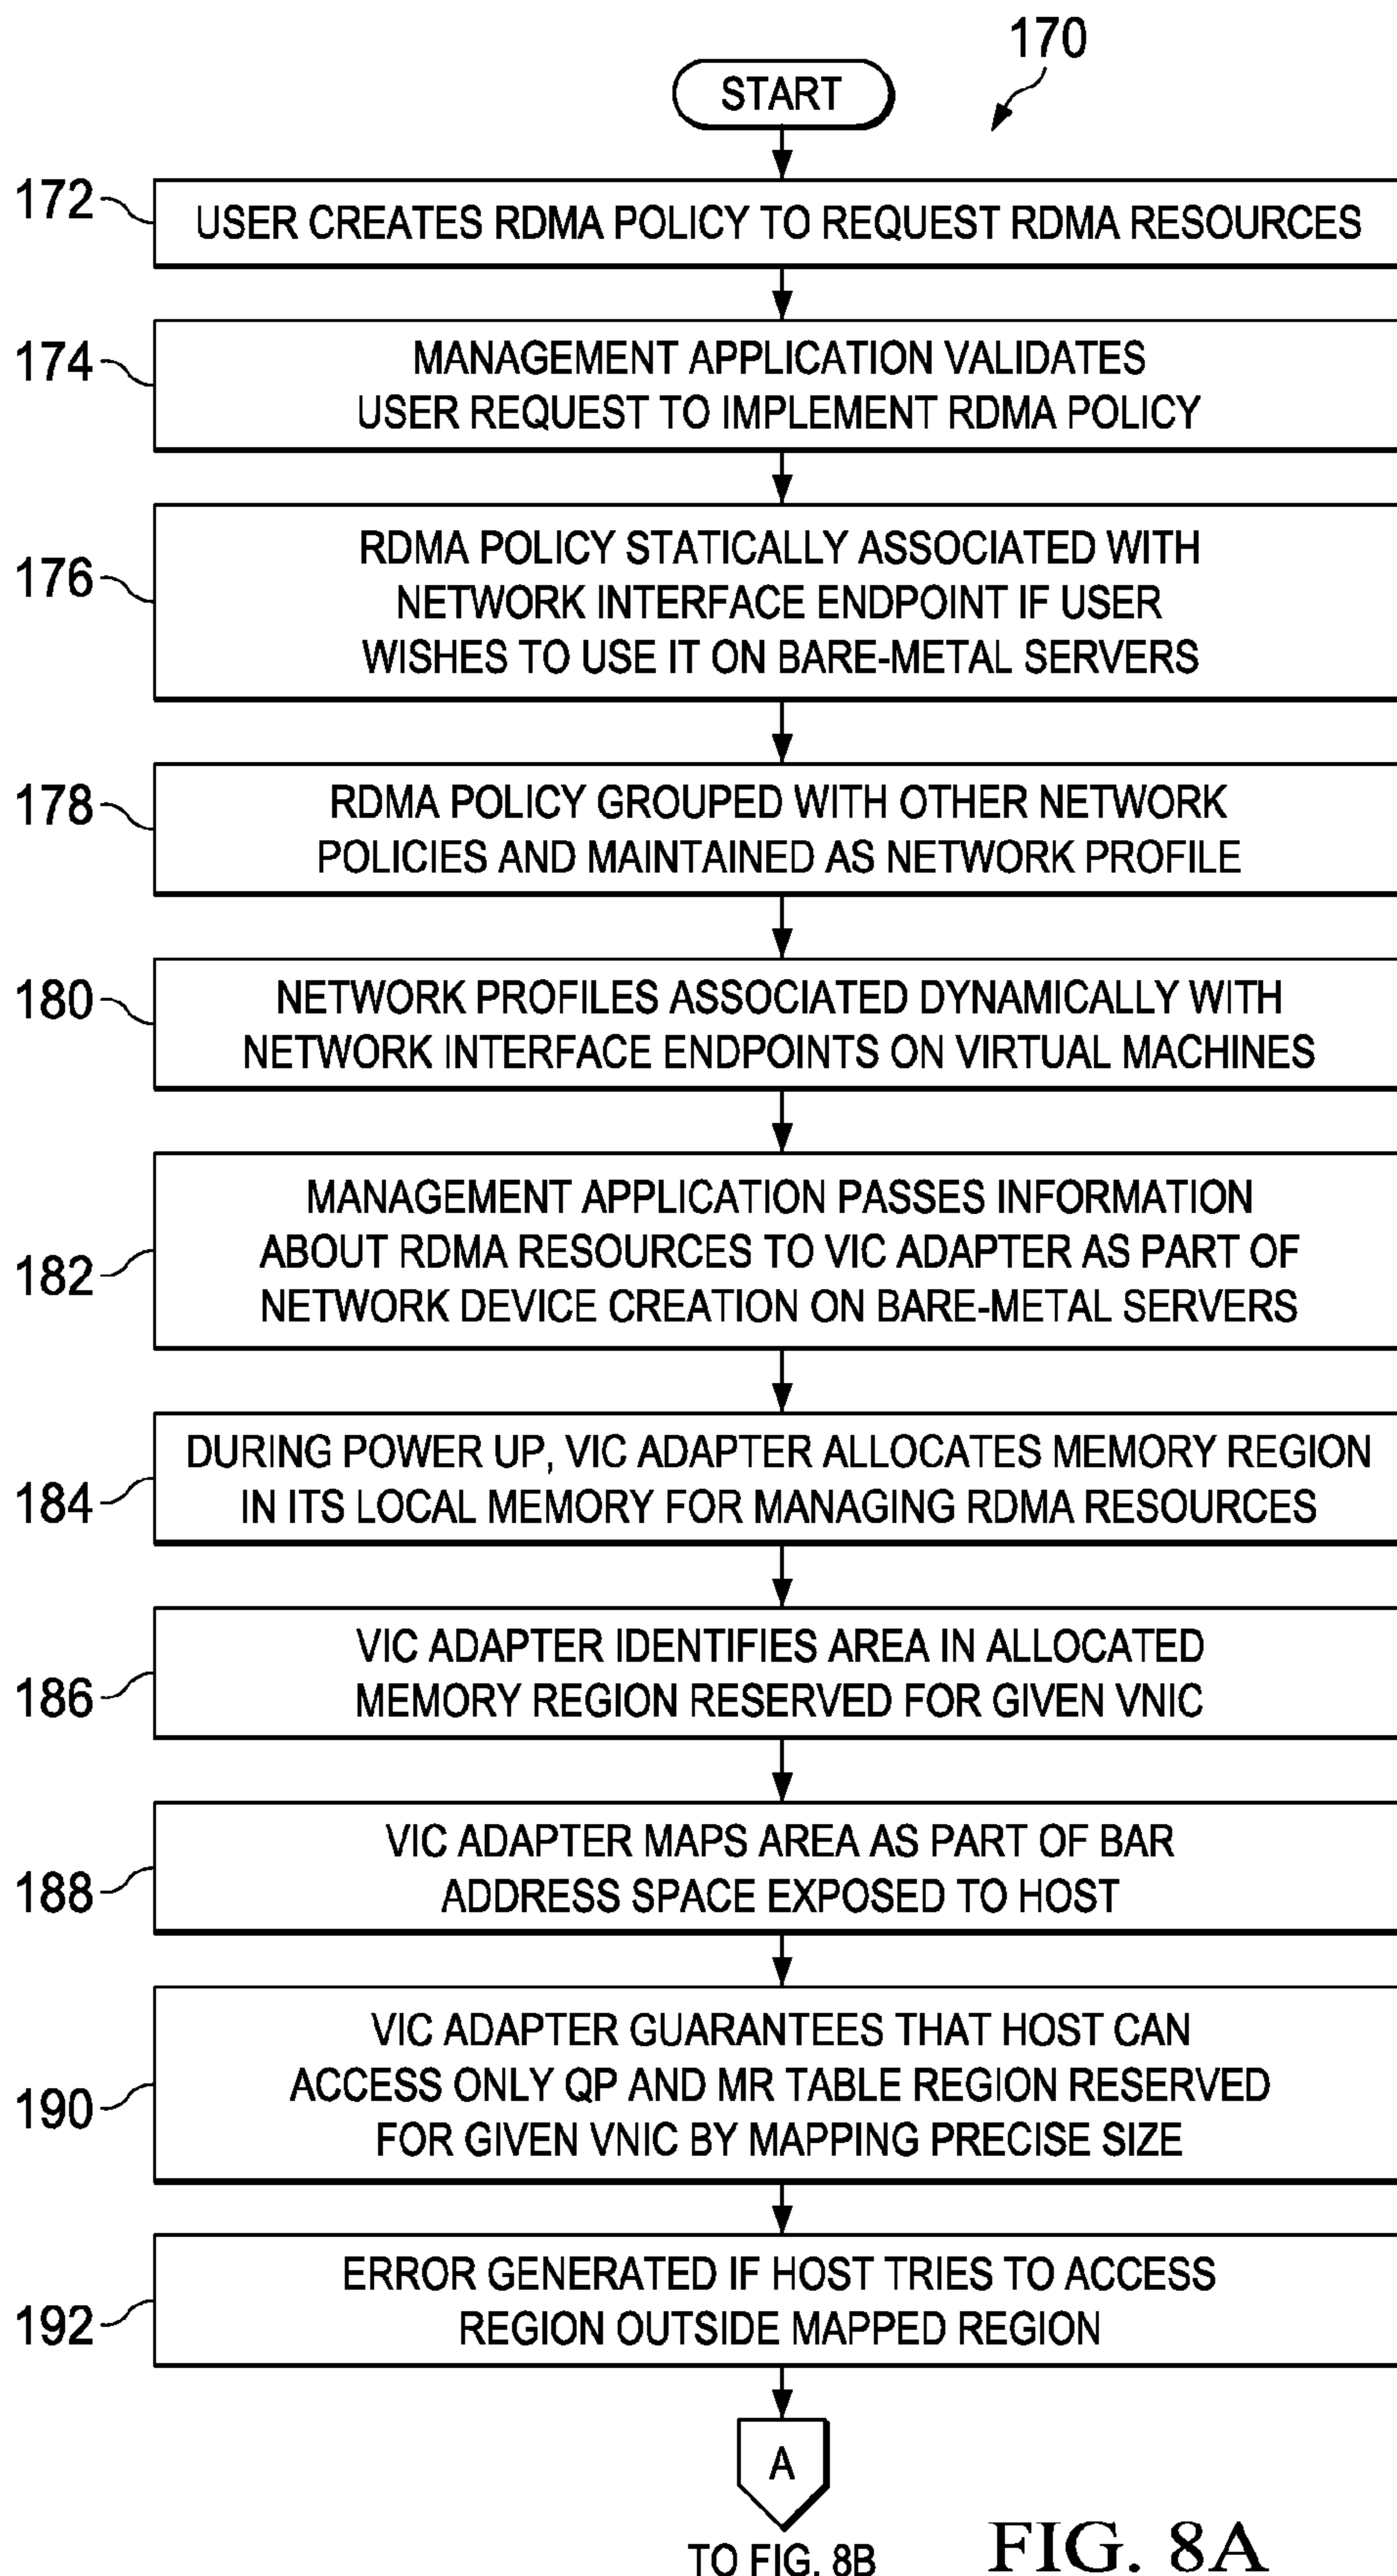 170
START
172
USER CREATES RDMA POLICY TO REQUEST RDMA RESOURCES
174
MANAGEMENT APPLICATION VALIDATES
USER REQUEST TO IMPLEMENT RDMA POLICY
176
RDMA POLICY STATICALLY ASSOCIATED WITH
NETWORK INTERFACE ENDPOINT IF USER
WISHES TO USE IT ON BARE-METAL SERVERS
178
RDMA POLICY GROUPED WITH OTHER NETWORK
POLICIES AND MAINTAINED AS NETWORK PROFILE
180
NETWORK PROFILES ASSOCIATED DYNAMICALLY WITH
NETWORK INTERFACE ENDPOINTS ON VIRTUAL MACHINES
182
MANAGEMENT APPLICATION PASSES INFORMATION
ABOUT RDMA RESOURCES TO VIC ADAPTER AS PART OF
NETWORK DEVICE CREATION ON BARE-METAL SERVERS
184
DURING POWER UP, VIC ADAPTER ALLOCATES MEMORY REGION
IN ITS LOCAL MEMORY FOR MANAGING RDMA RESOURCES
186
VIC ADAPTER IDENTIFIES AREA IN ALLOCATED
MEMORY REGION RESERVED FOR GIVEN VNIC
188
VIC ADAPTER MAPS AREA AS PART OF BAR
ADDRESS SPACE EXPOSED TO HOST
190
VIC ADAPTER GUARANTEES THAT HOST CAN
ACCESS ONLY QP AND MR TABLE REGION RESERVED
FOR GIVEN VNIC BY MAPPING PRECISE SIZE
192
ERROR GENERATED IF HOST TRIES TO ACCESS
REGION OUTSIDE MAPPED REGION
A
TO FIG. 8B
FIG. 8A